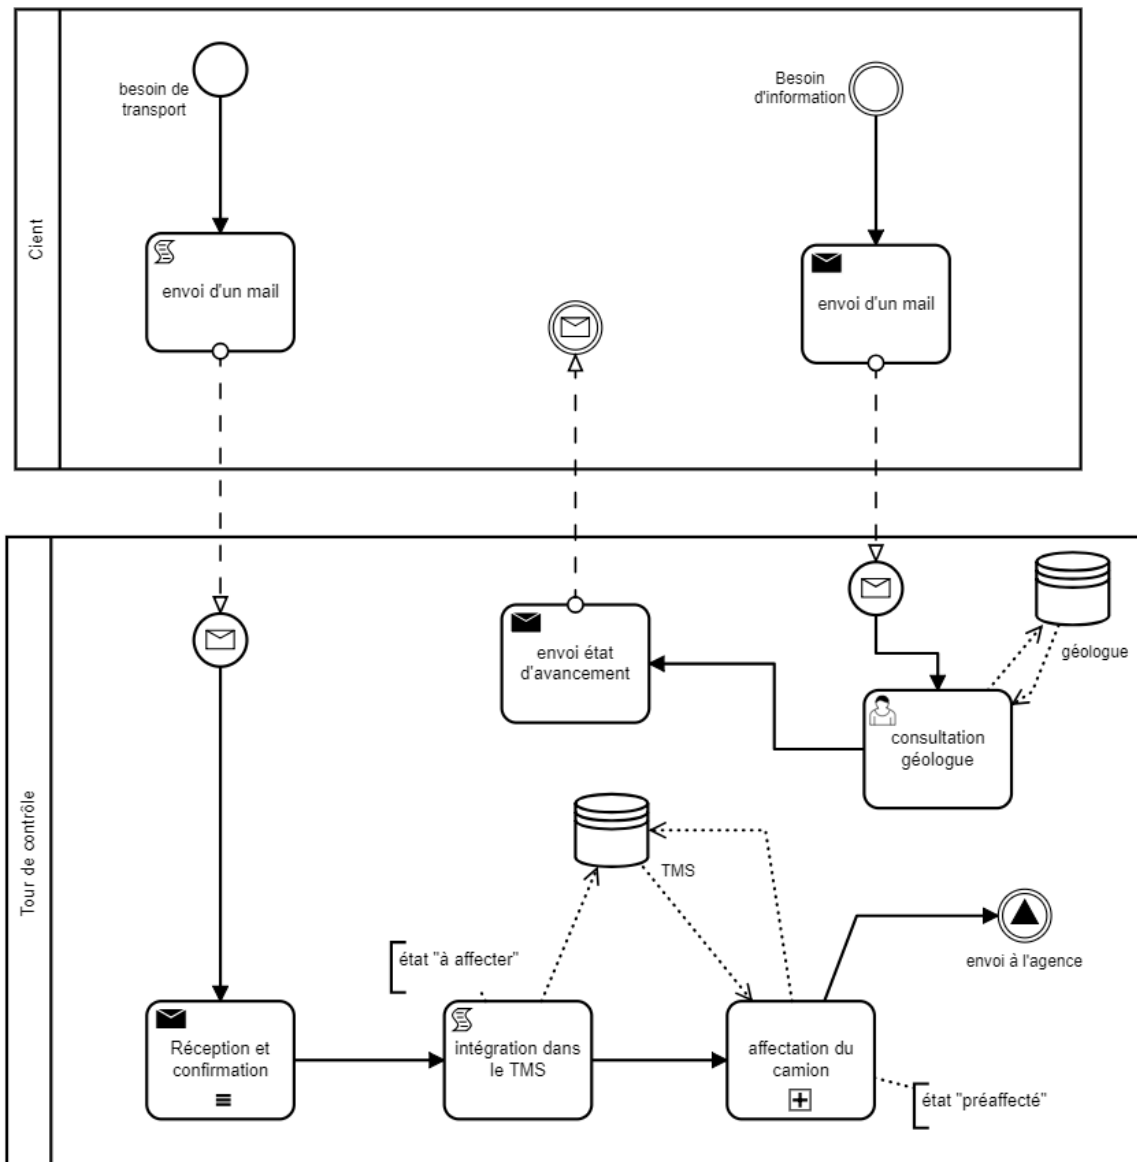 Cient
besoin de
transport
Besoin
d'information
envoi d'un mail
envoi d'un mail
Tour de contrôle
envoi état
d'avancement
géologue
consultation
géologue
TMS
état "à affecter"
envoi à l'agence
Réception et
confirmation
intégration dans
le TMS
affectation du
camion
état "préaffecté"